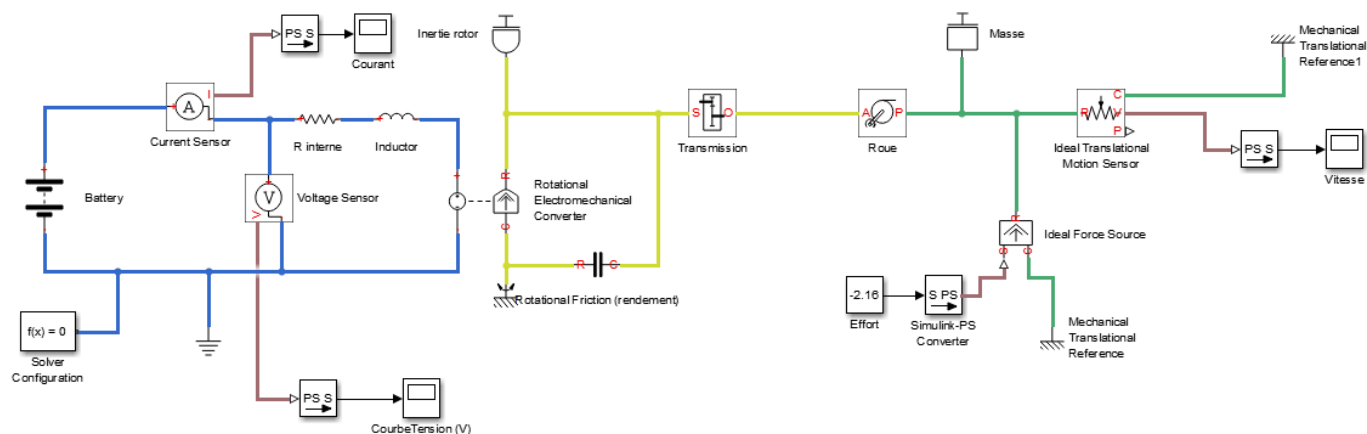 PS S
Courant
I
A
+
Current Sensor
+
R interne
+
Inductor
+
Battery
+
V
V
Voltage Sensor
f(x) = 0
Solver
Configuration
PS S
CourbeTension (V)
Inertie rotor
+
R
C
Rotational
Electromechanical
Converter
R
C
Rotational Friction (rendement)
S
O
Transmission
A
P
Roue
Masse
Mechanical
Translational
Reference1
R
C
V
P
Ideal Translational
Motion Sensor
PS S
Vitesse
R
S
C
Ideal Force Source
-2.16
Effort
S PS
Simulink-PS
Converter
Mechanical
Translational
Reference